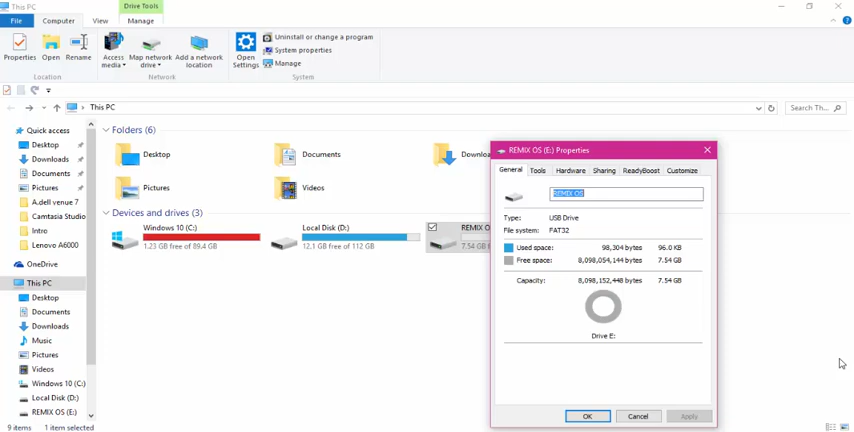 This PC
Drive Tools
File Computer View Manage
Properties Open Rename Access media Map network drive Add a network location Open Settings
Uninstall or change a program
System properties
Manage
Location Network System
This PC Search Th...
Quick access
Desktop
Downloads
Documents
Pictures
A.dell venue 7
Camtasia Studio
Intro
Lenovo A6000
OneDrive
This PC
Desktop
Documents
Downloads
Music
Pictures
Videos
Windows 10 (C:)
Local Disk (D:)
REMIX OS (E:)
Folders (6)
Desktop Documents Downloa
Pictures Videos
Devices and drives (3)
Windows 10 (C:) Local Disk (D:) REMIX OS
1.23 GB free of 89.4 GB 12.1 GB free of 112 GB 7.54 GB
REMIX OS (E:) Properties
General Tools Hardware Sharing ReadyBoost Customize
REMIX OS
Type: USB Drive
File system: FAT32
Used space: 98,304 bytes 96.0 KB
Free space: 8,098,054,144 bytes 7.54 GB
Capacity: 8,098,152,448 bytes 7.54 GB
Drive E:
OK Cancel Apply
9 items 1 item selected